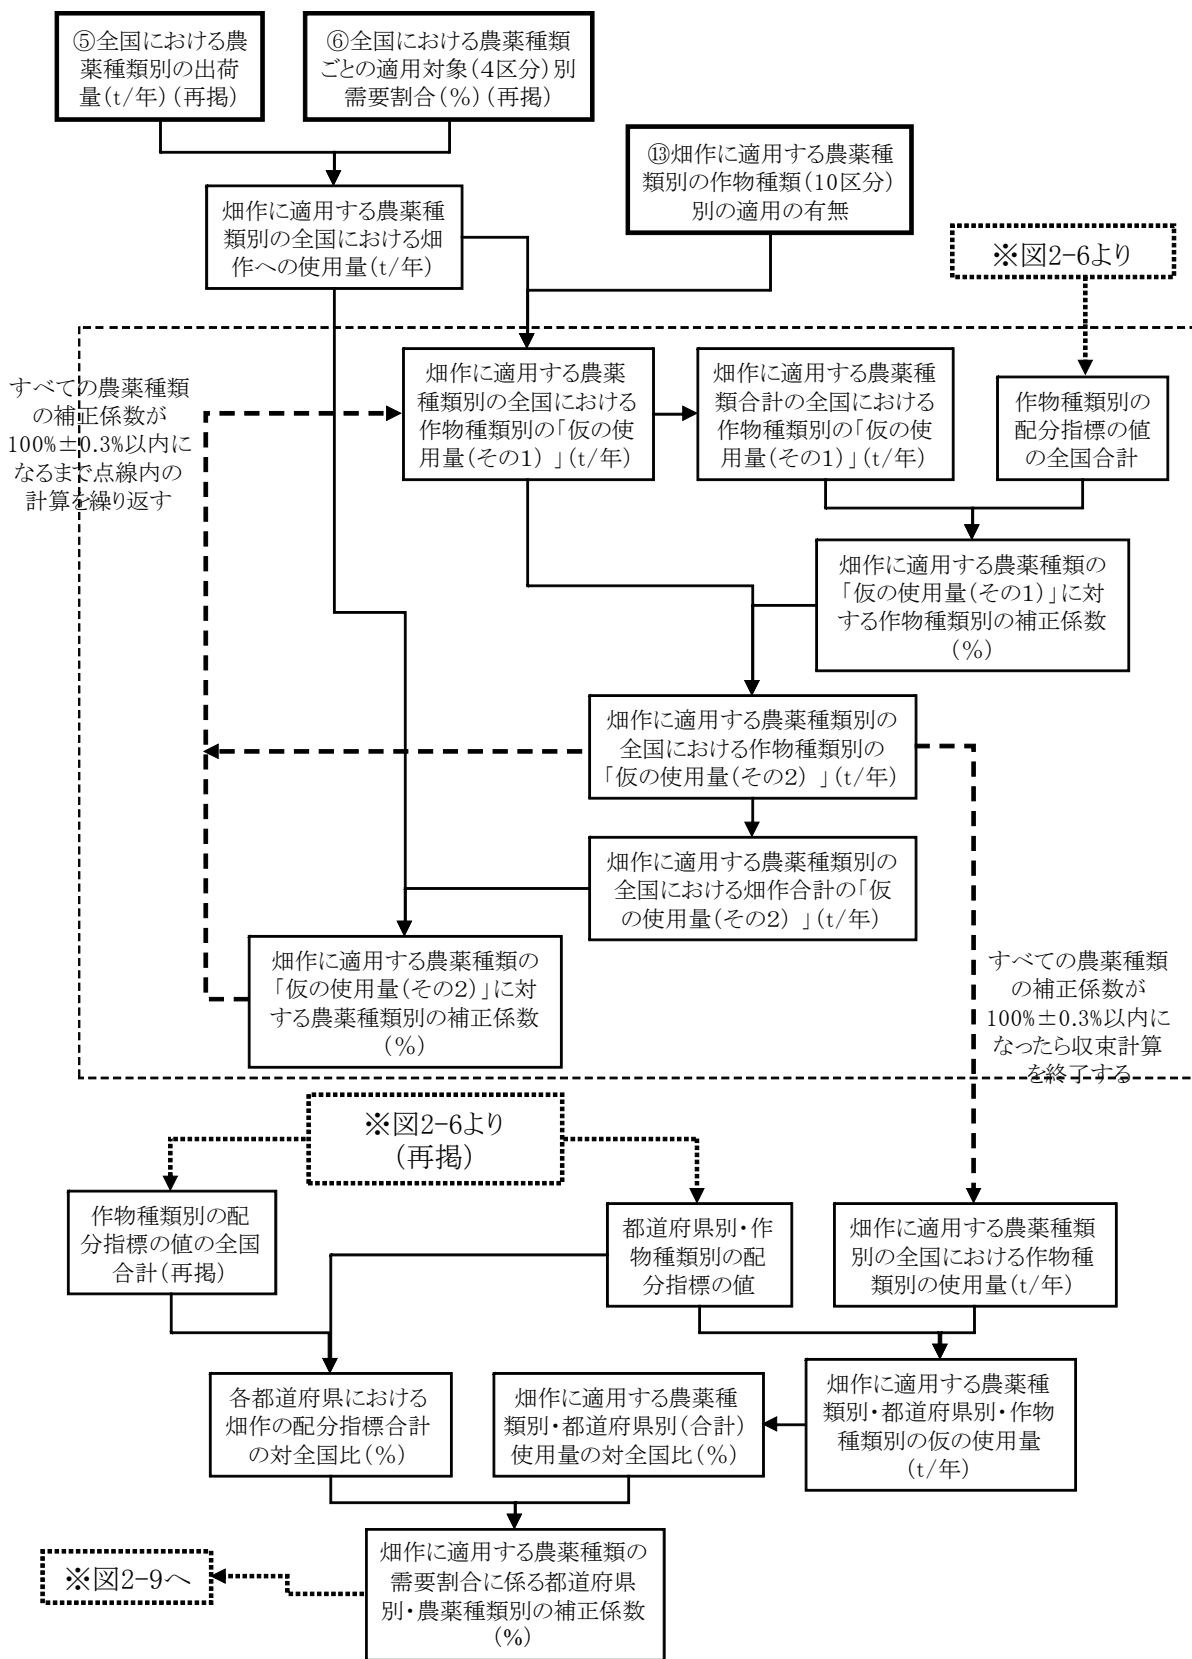 ⑤全国における農
薬種類別の出荷
量(t/年)(再掲)
⑥全国における農薬種類
ごとの適用対象(4区分)別
需要割合(%)(再掲)
⑬畑作に適用する農薬種
類別の作物種類(10区分)
別の適用の有無
畑作に適用する農薬種
類別の全国における畑
作への使用量(t/年)
※図2-6より
すべての農薬種類
の補正係数が
100%±0.3%以内に
なるまで点線内の
計算を繰り返す
畑作に適用する農薬
種類別の全国における
作物種類別の「仮の使
用量(その1) 」(t/年)
畑作に適用する農薬種
類合計の全国における
作物種類別の「仮の使
用量(その1)」(t/年)
作物種類別の
配分指標の値
の全国合計
畑作に適用する農薬種類の
「仮の使用量(その1)」に対
する作物種類別の補正係数
(%)
畑作に適用する農薬種類別の
全国における作物種類別の
「仮の使用量(その2) 」(t/年)
畑作に適用する農薬種類別の
全国における畑作合計の「仮
の使用量(その2) 」(t/年)
畑作に適用する農薬種類の
「仮の使用量(その2)」に対
する農薬種類別の補正係数
(%)
すべての農薬種類
の補正係数が
100%±0.3%以内に
なったら収束計算
を終了する
※図2-6より
(再掲)
作物種類別の配
分指標の値の全国
合計(再掲)
都道府県別・作
物種類別の配
分指標の値
畑作に適用する農薬種類
別の全国における作物種
類別の使用量(t/年)
各都道府県における
畑作の配分指標合計
の対全国比(%)
畑作に適用する農薬種
類別・都道府県別(合計)
使用量の対全国比(%)
畑作に適用する農薬種
類別・都道府県別・作物
種類別の仮の使用量
(t/年)
畑作に適用する農薬種類の
需要割合に係る都道府県
別・農薬種類別の補正係数
(%)
※図2-9へ